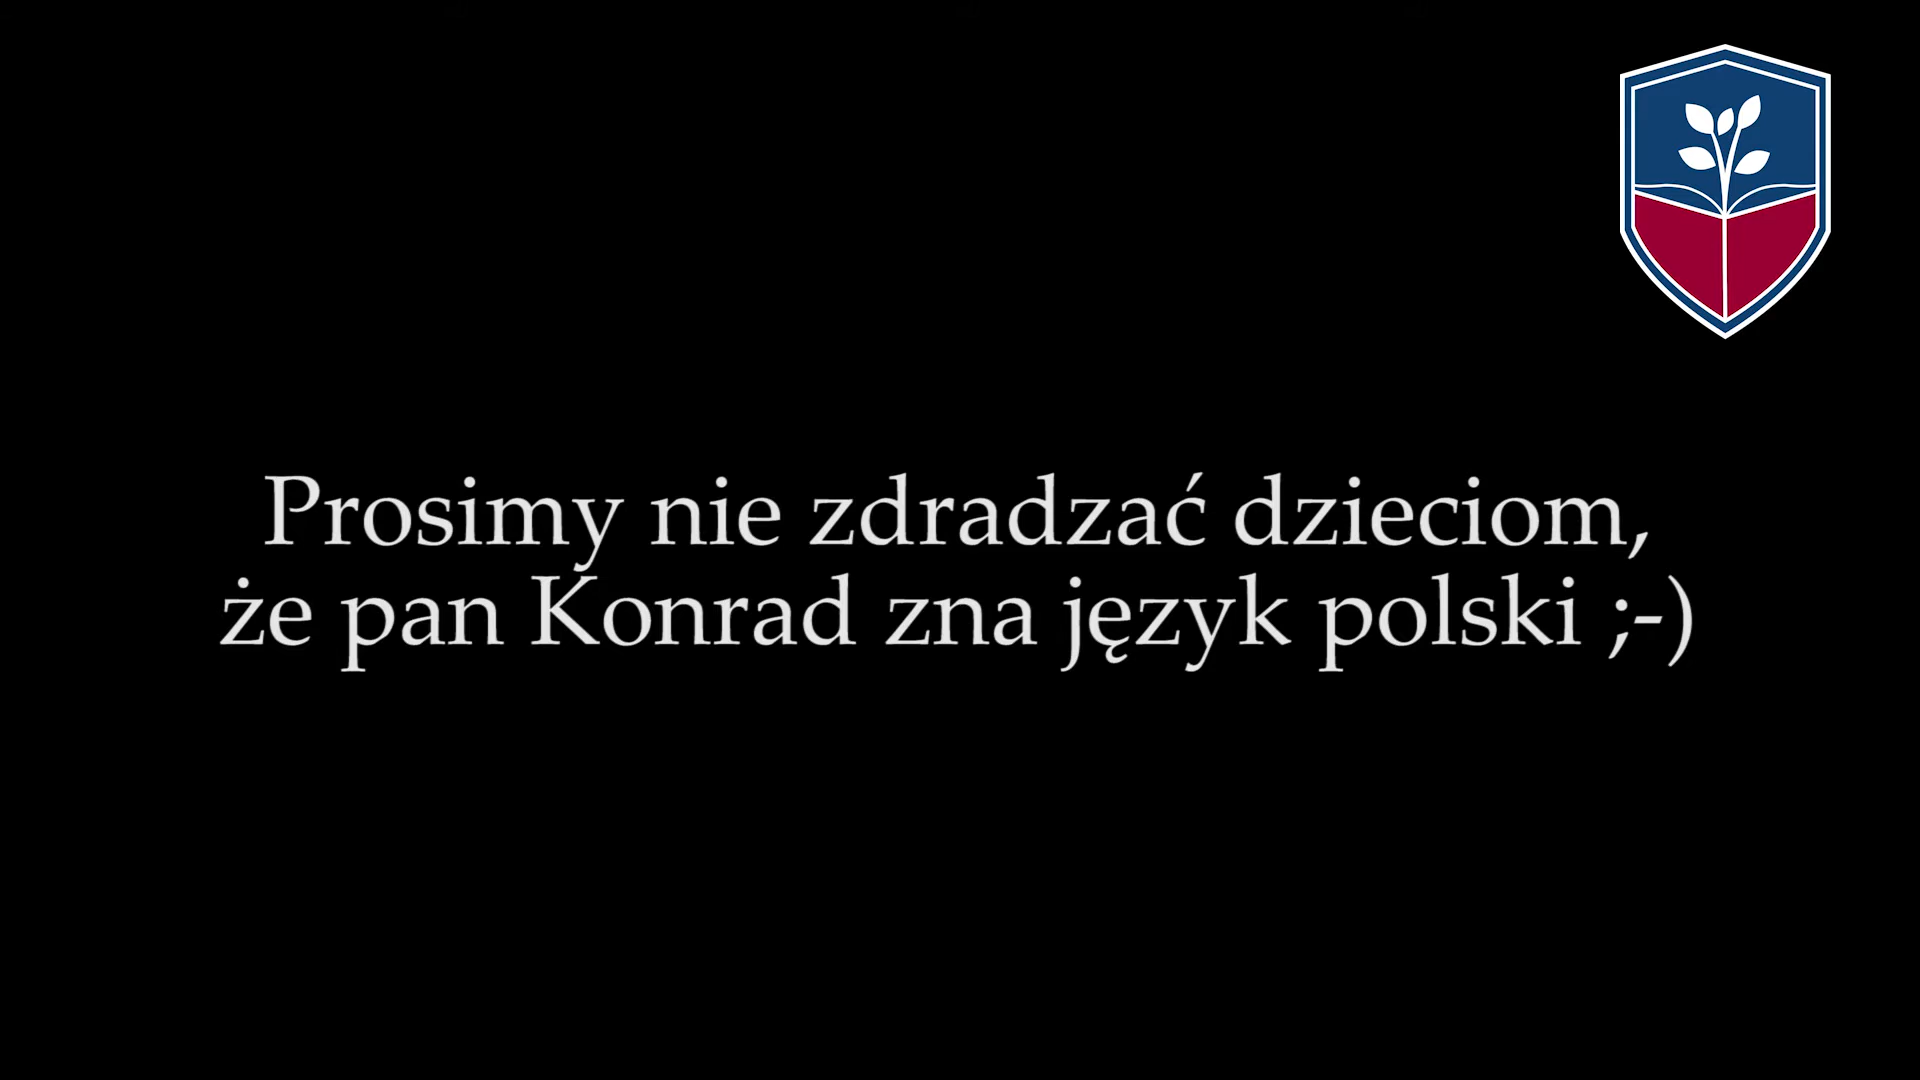 Prosimy nie zdradzać dzieciom,
że pan Konrad zna język polski ;-)